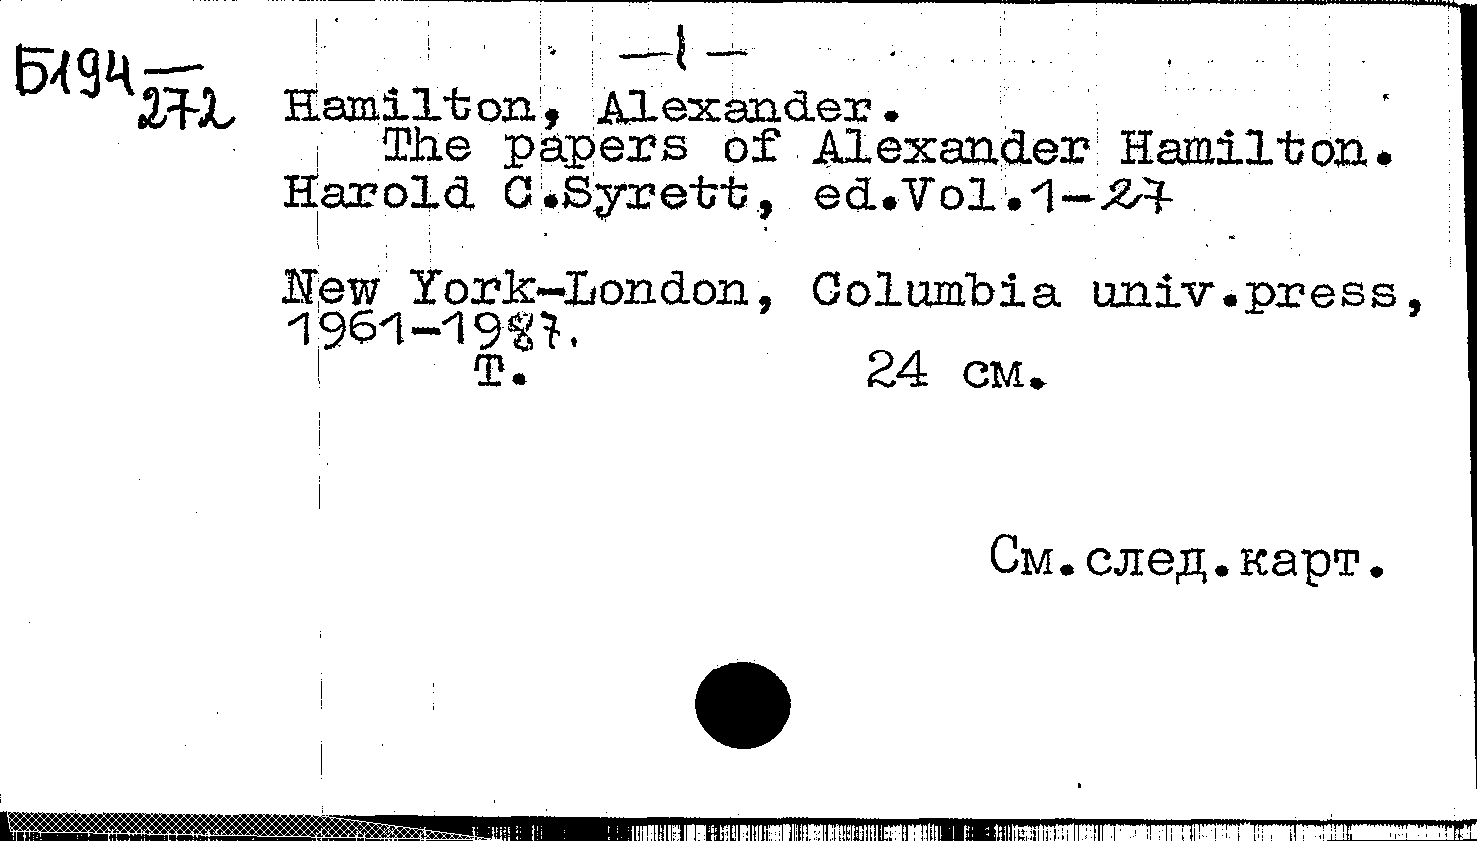 —1—
Б194—
272
Hamilton, Alexander.
The papers of Alexander Hamilton.
Harold C.Syrett, ed.Vol.1-27
New York-London, Columbia univ.press,
1961-1987.
Т. 24 см.
См.след.карт.